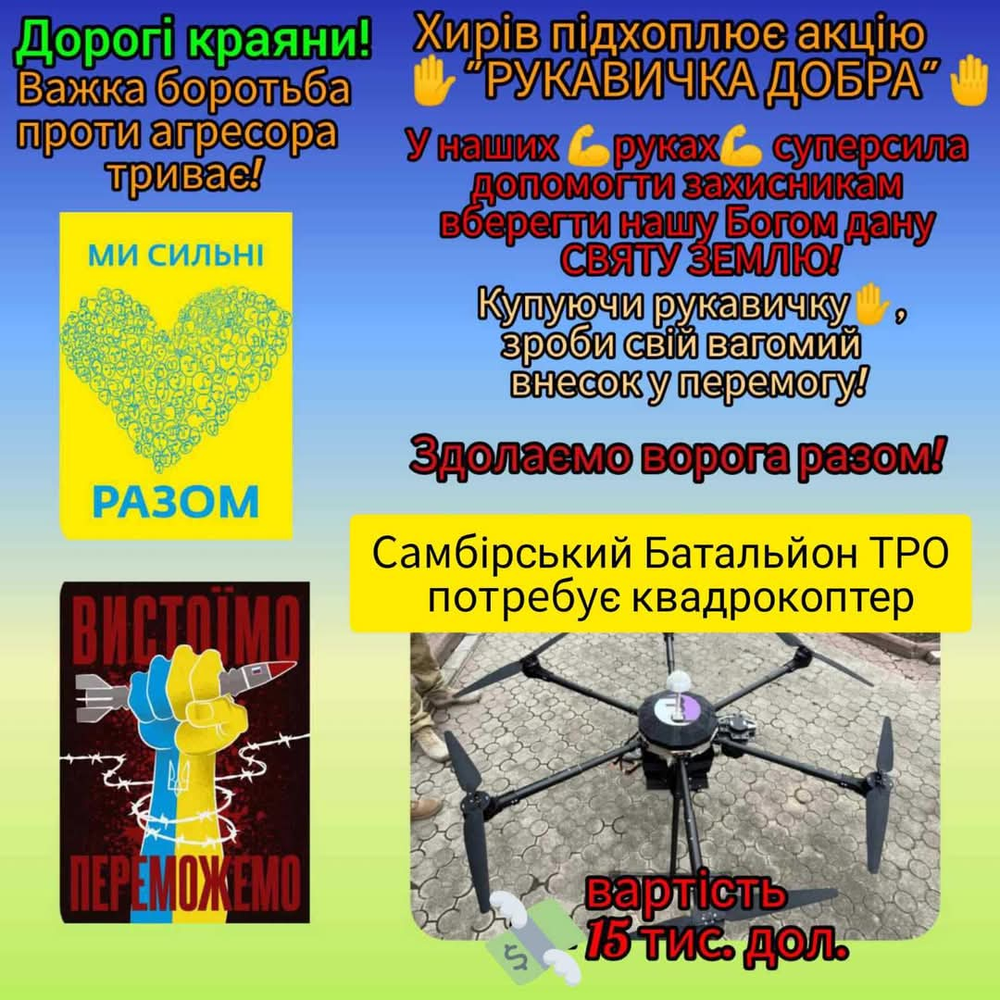 Дорогі краяни!
Важка боротьба
проти агресора
триває!
МИ СИЛЬНІ
РАЗОМ
ВИСТОЇМО
ПЕРЕМОЖЕМО
Хирів підхоплює акцію
✋"РУКАВИЧКА ДОБРА"🤚
У наших 💪руках💪 суперсила
допомогти захисникам
вберегти нашу Богом дану
СВЯТУ ЗЕМЛЮ!
Купуючи рукавичку✋,
зроби свій вагомий
внесок у перемогу!
Здолаємо ворога разом!
Самбірський Батальйон ТРО
потребує квадрокоптер
вартість
15 тис. дол.